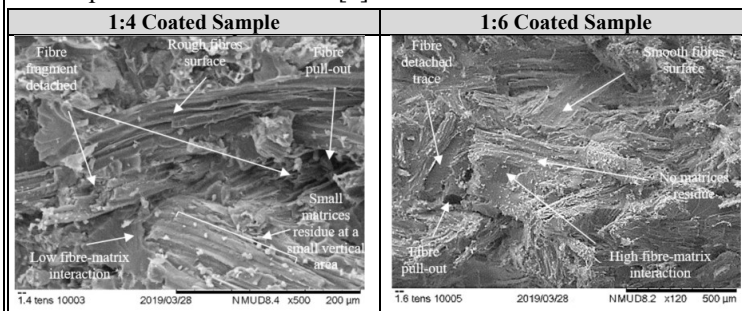 1:4 Coated Sample
1:6 Coated Sample
Fibre
fragment
detached
Rough fibres
surface
Fibre
pull-out
Small
matrices
residue at a
small vertical
area
Low fibre-matrix
interaction
1.4 tens 10003 2019/03/28 NMUD8.4 x500 200 μm
Fibre
detached
trace
Smooth fibres
surface
No matrices
residue
Fibre
pull-out
High fibre-matrix
interaction
1.6 tens 10005 2019/03/28 NMUD8.2 x120 500 μm